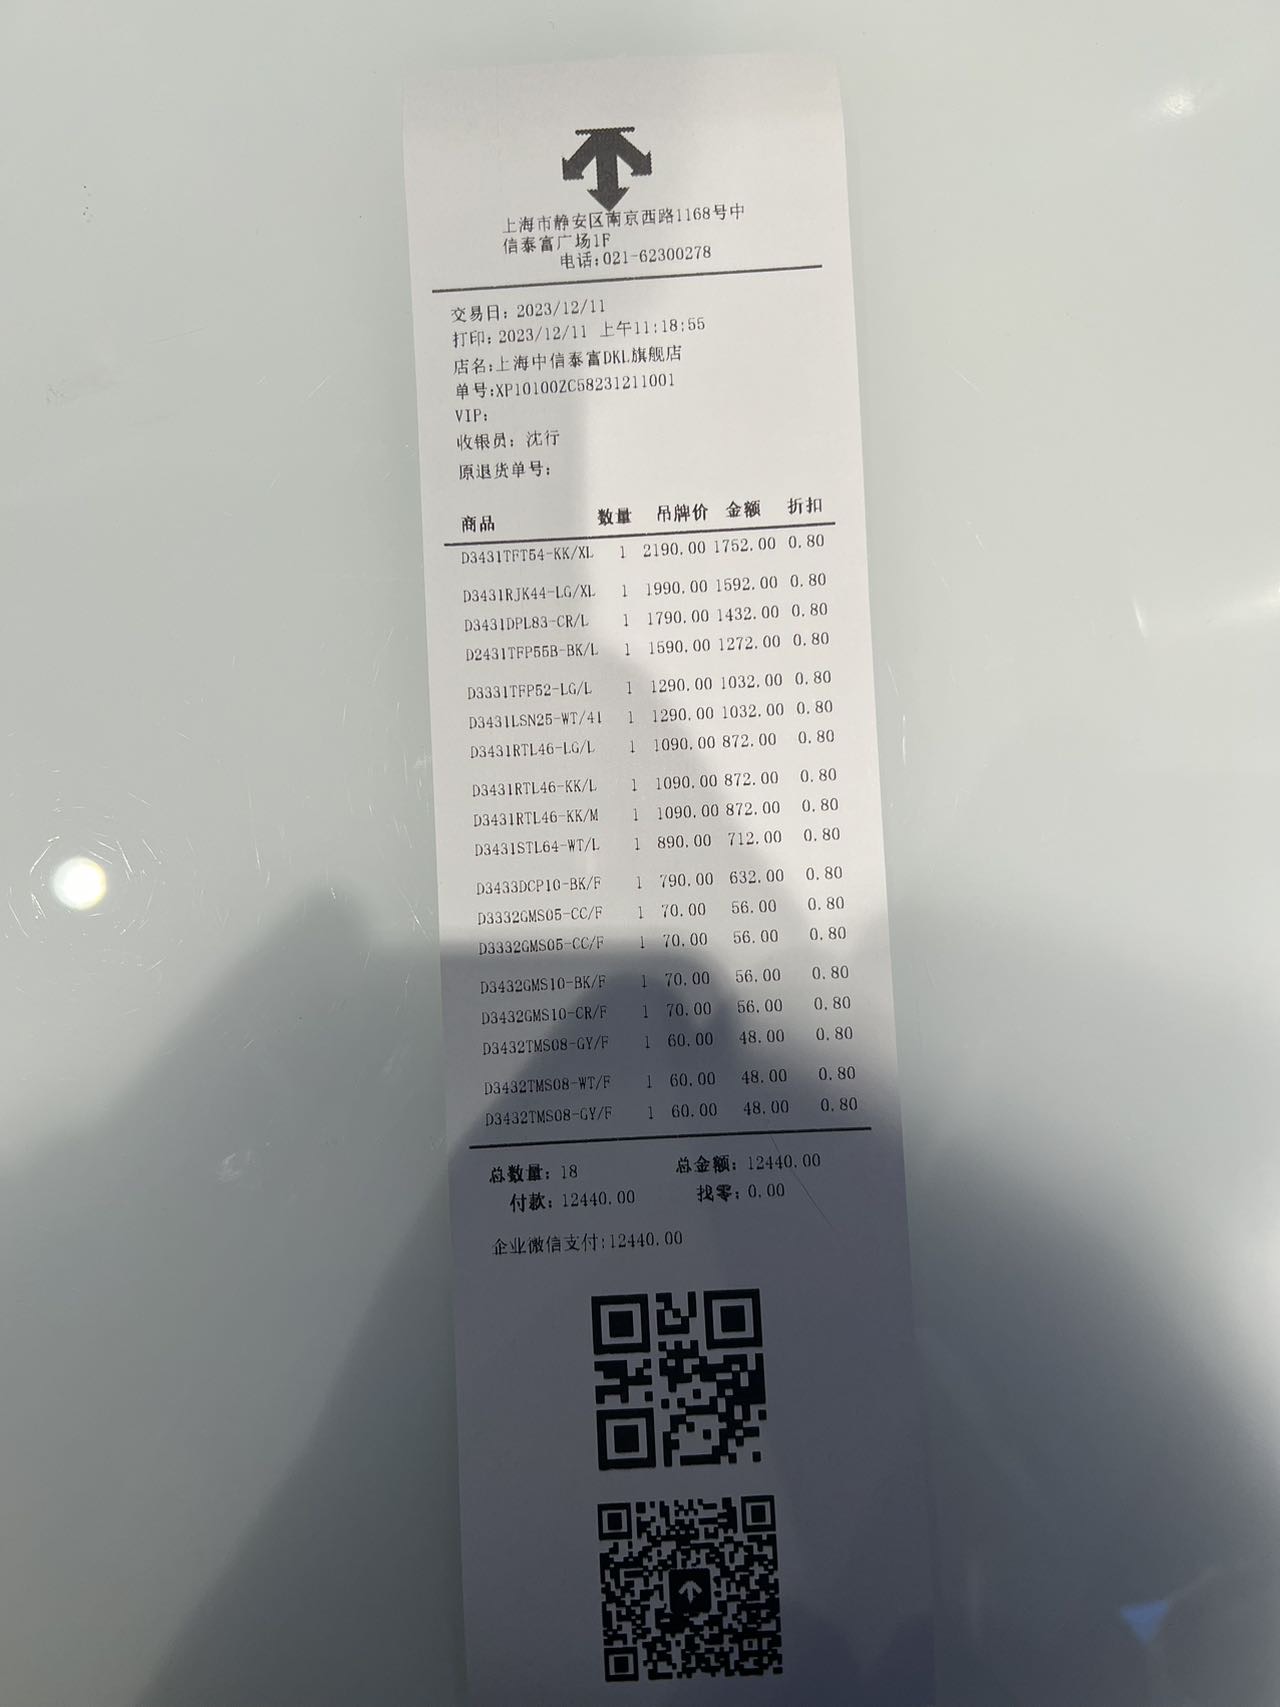 上海市静安区南京西路1168号中
信泰富广场1F
电话:021-62300278
交易日: 2023/12/11
打印: 2023/12/11 上午11:18:55
店名:上海中信泰富DKL旗舰店
单号:XP10100ZC58231211001
VIP:
收银员: 沈行
原退货单号:
商品 数量 吊牌价 金额 折扣
D3431TFT54-KK/XL 1 2190.00 1752.00 0.80
D3431RJK44-LG/XL 1 1990.00 1592.00 0.80
D3431DPL83-CR/L 1 1790.00 1432.00 0.80
D2431TFP55B-BK/L 1 1590.00 1272.00 0.80
D3331TFP52-LG/L 1 1290.00 1032.00 0.80
D3431LSN25-WT/41 1 1290.00 1032.00 0.80
D3431RTL46-LG/L 1 1090.00 872.00 0.80
D3431RTL46-KK/L 1 1090.00 872.00 0.80
D3431RTL46-KK/M 1 1090.00 872.00 0.80
D3431STL64-WT/L 1 890.00 712.00 0.80
D3433DCP10-BK/F 1 790.00 632.00 0.80
D3332GMS05-CC/F 1 70.00 56.00 0.80
D3332GMS05-CC/F 1 70.00 56.00 0.80
D3432GMS10-BK/F 1 70.00 56.00 0.80
D3432GMS10-CR/F 1 70.00 56.00 0.80
D3432TMS08-GY/F 1 60.00 48.00 0.80
D3432TMS08-WT/F 1 60.00 48.00 0.80
D3432TMS08-GY/F 1 60.00 48.00 0.80
总数量: 18 总金额: 12440.00
付款: 12440.00 找零: 0.00
企业微信支付:12440.00